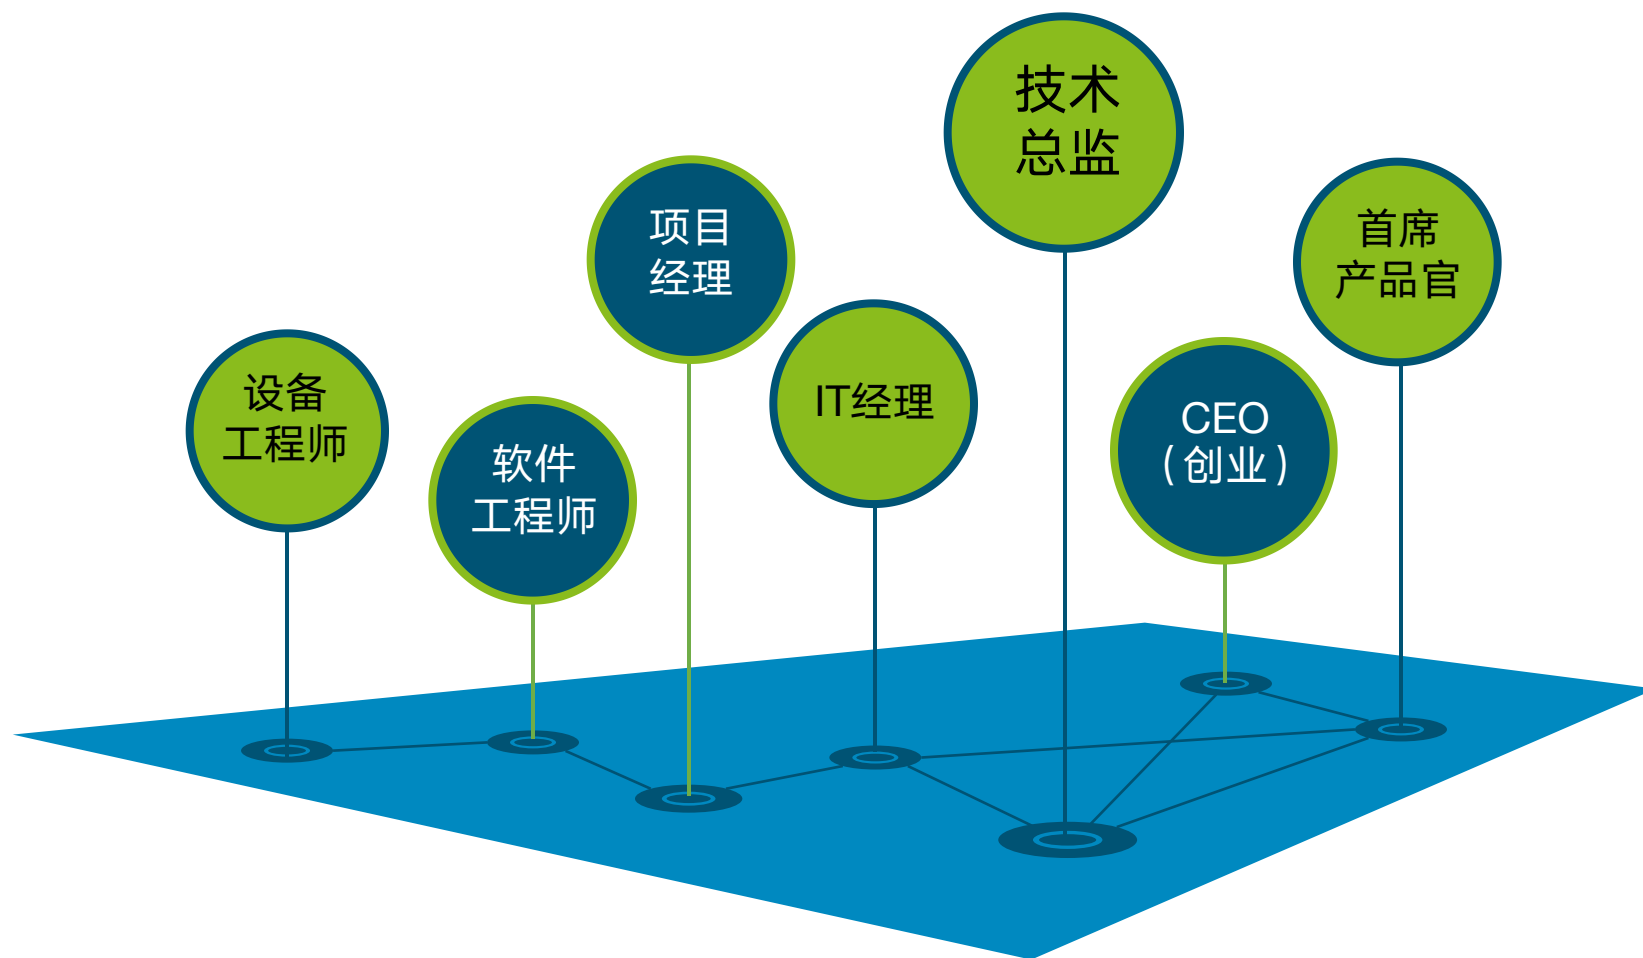 设备
工程师
软件
工程师
项目
经理
IT经理
技术
总监
CEO
（创业）
首席
产品官